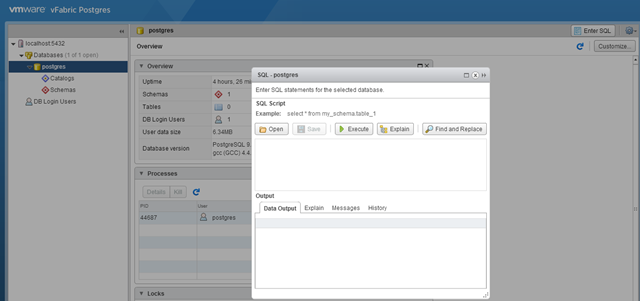 vmware vFabric Postgres
localhost:5432
Databases (1 of 1 open)
postgres
Catalogs
Schemas
DB Login Users
postgres
Enter SQL
Overview
Customize...
Overview
Uptime 4 hours, 26 mi
Schemas 1
Tables 0
DB Login Users 1
User data size 6.34MB
Database version PostgreSQL 9
gcc (GCC) 4.4
Processes
Details Kill
PID User
44687 postgres
Locks
SQL - postgres
Enter SQL statements for the selected database.
SQL Script
Example: select * from my_schema.table_1
Open Save Execute Explain Find and Replace
Output
Data Output Explain Messages History